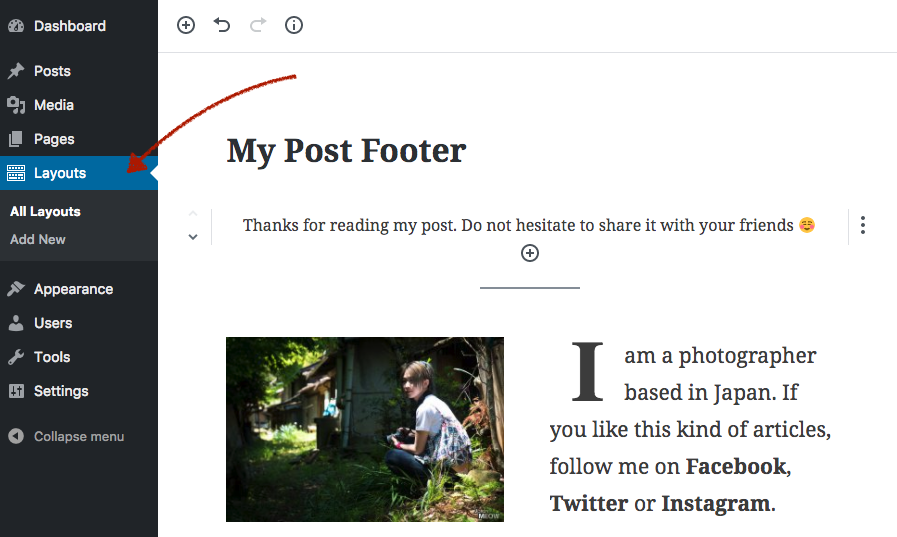 Dashboard
Posts
Media
Pages
Layouts
All Layouts
Add New
Appearance
Users
Tools
Settings
Collapse menu
My Post Footer
Thanks for reading my post. Do not hesitate to share it with your friends ☺️
I am a photographer
based in Japan. If
you like this kind of articles,
follow me on Facebook,
Twitter or Instagram.
MEOW